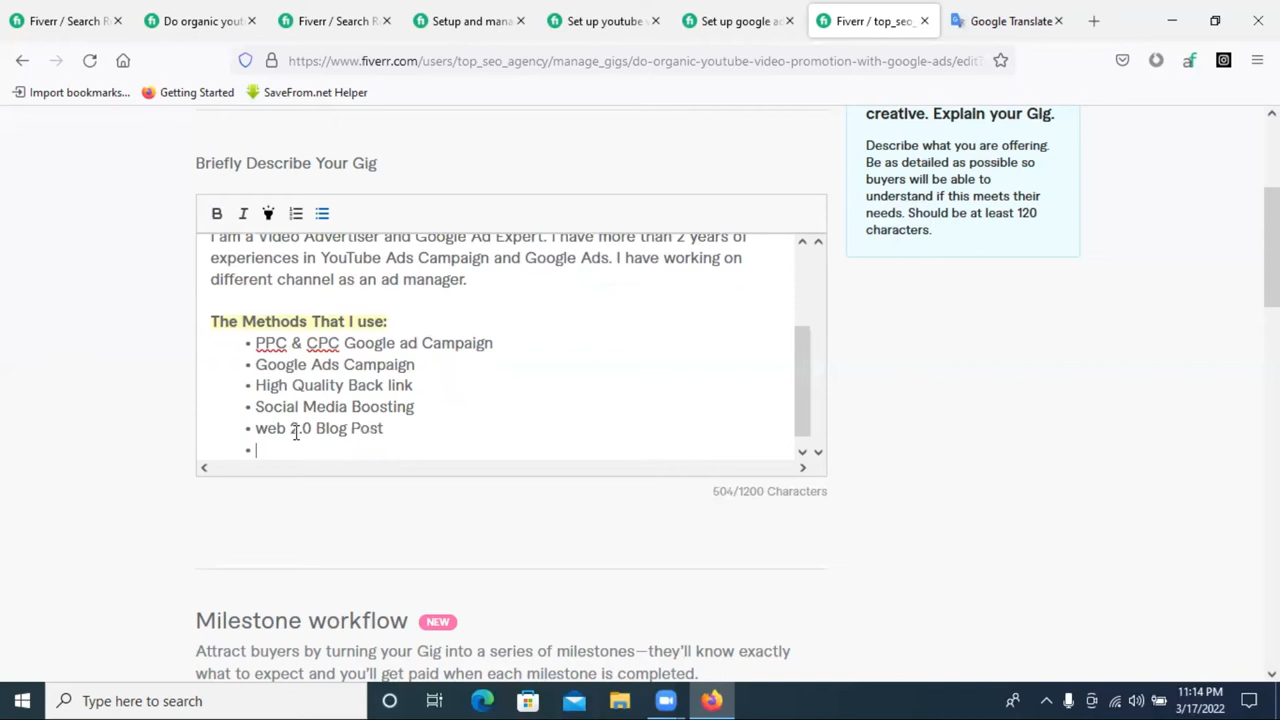 Fiverr / Search Re
Do organic yout
Fiverr / Search Re
Setup and mana
Set up youtube v
Set up google ad
Fiverr / top_seo_
Google Translate
https://www.fiverr.com/users/top_seo_agency/manage_gigs/do-organic-youtube-video-promotion-with-google-ads/edit
Import bookmarks...
Getting Started
SaveFrom.net Helper
creative. Explain your Gig.
Describe what you are offering.
Be as detailed as possible so
buyers will be able to
understand if this meets their
needs. Should be at least 120
characters.
Briefly Describe Your Gig
B I
I am a Video Advertiser and Google Ad Expert. I have more than 2 years of
experiences in YouTube Ads Campaign and Google Ads. I have working on
different channel as an ad manager.
The Methods That I use:
• PPC & CPC Google ad Campaign
• Google Ads Campaign
• High Quality Back link
• Social Media Boosting
• web 2.0 Blog Post
•
504/1200 Characters
Milestone workflow NEW
Attract buyers by turning your Gig into a series of milestones—they'll know exactly
what to expect and you'll get paid when each milestone is completed.
Type here to search
11:14 PM
3/17/2022